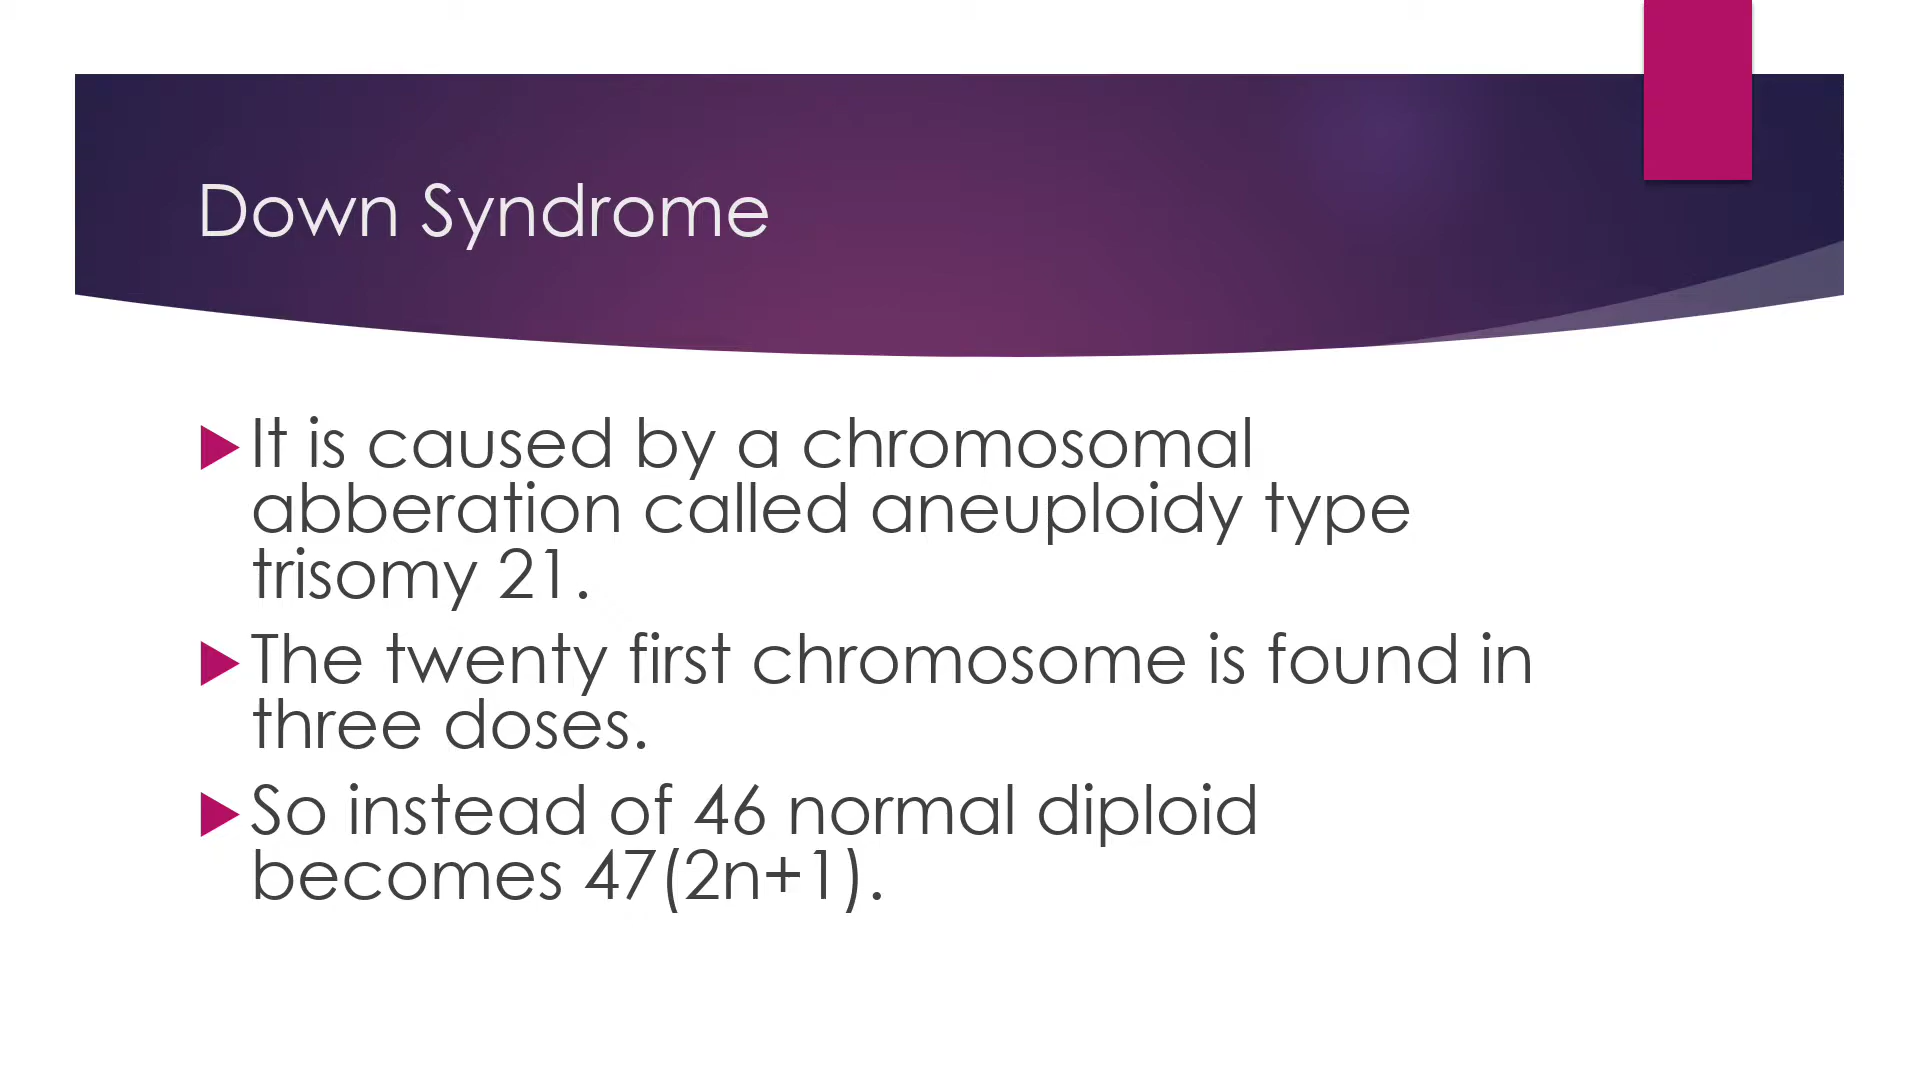 Down Syndrome
It is caused by a chromosomal
abberation called aneuploidy type
trisomy 21.
The twenty first chromosome is found in
three doses.
So instead of 46 normal diploid
becomes 47(2n+1).